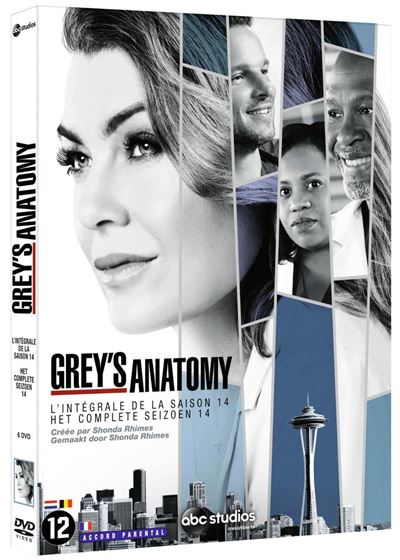 abc studios
GREY'S ANATOMY
L'INTÉGRALE
DE LA
SAISON 14
HET
COMPLETE
SEIZOEN
14
6 DVD
DVD
VIDEO
GREY'S ANATOMY
L'INTÉGRALE DE LA SAISON 14
HET COMPLETE SEIZOEN 14
Créée par Shonda Rhimes
Gemaakt door Shonda Rhimes
12
ACCORD PARENTAL
abc studios